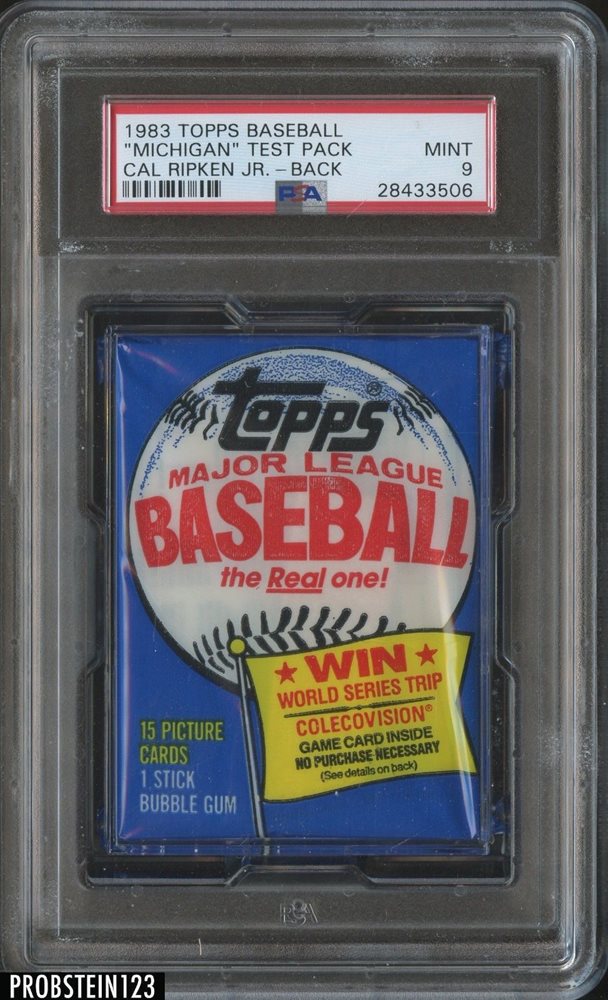 1983 TOPPS BASEBALL
"MICHIGAN" TEST PACK MINT
CAL RIPKEN JR. - BACK 9
PSA 28433506
Topps®
MAJOR LEAGUE
BASEBALL
the Real one!
★ WIN ★
WORLD SERIES TRIP
COLECOVISION®
GAME CARD INSIDE
NO PURCHASE NECESSARY
(See details on back)
15 PICTURE
CARDS
1 STICK
BUBBLE GUM
PSA
PROBSTEIN123